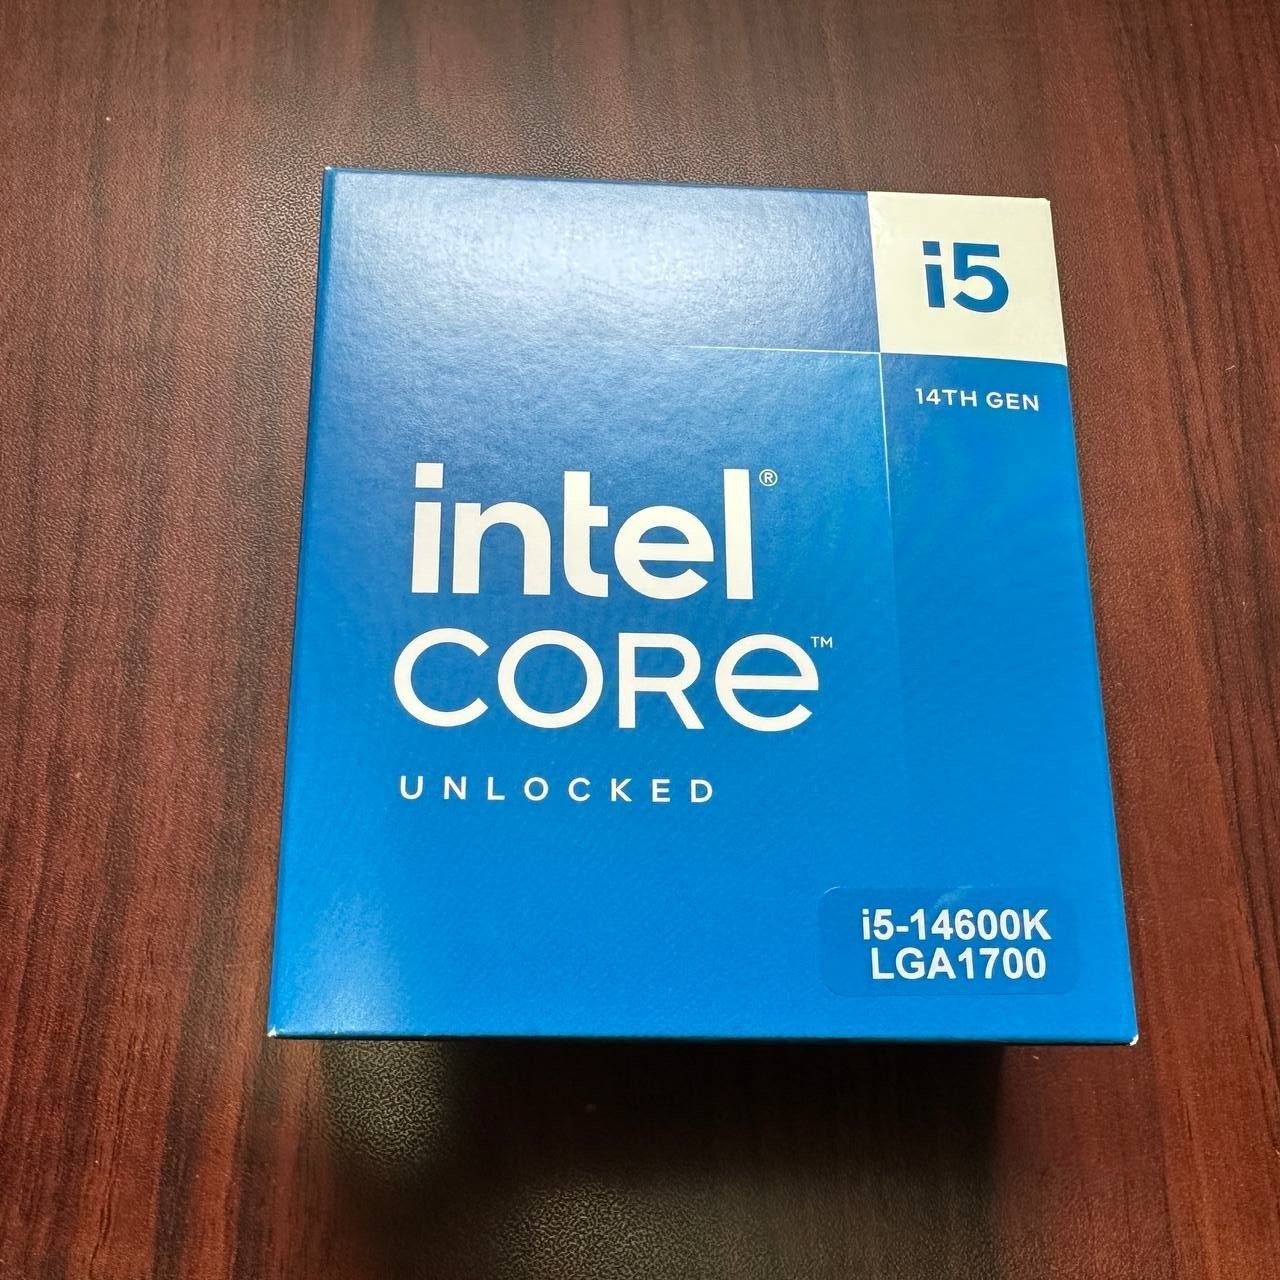 i5
14TH GEN
intel®
CORe™
UNLOCKED
i5-14600K
LGA1700